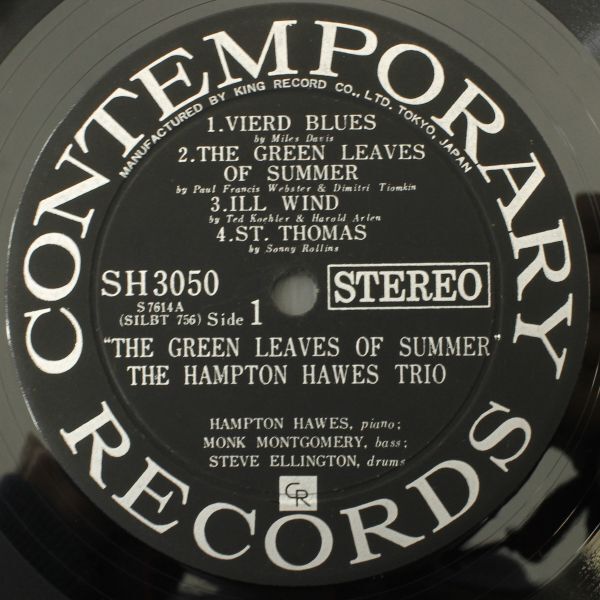 CONTEMPORARY RECORDS
MANUFACTURED BY KING RECORD CO., LTD. TOKYO, JAPAN
1. VIERD BLUES
by Miles Davis
2. THE GREEN LEAVES
OF SUMMER
by Paul Francis Webster & Dimitri Tiomkin
3. ILL WIND
by Ted Koehler & Harold Arlen
4. ST. THOMAS
by Sonny Rollins
SH 3050
STEREO
S 7614 A
(SILBT 756) Side 1
"THE GREEN LEAVES OF SUMMER"
THE HAMPTON HAWES TRIO
HAMPTON HAWES, piano;
MONK MONTGOMERY, bass;
STEVE ELLINGTON, drums
CR